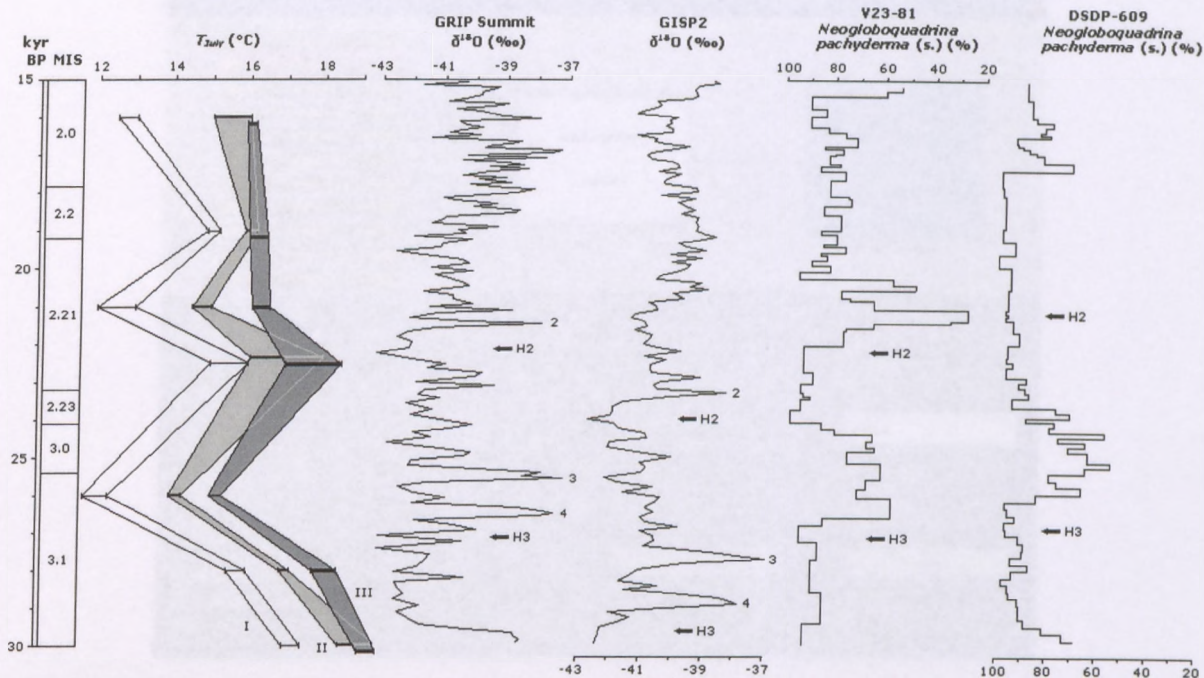 kyr
BP MIS
T July (°C)
GRIP Summit
δ¹⁸O (‰)
GISP2
δ¹⁸O (‰)
V23-81
Neogloboquadrina
pachyderma (s.) (%)
DSDP-609
Neogloboquadrina
pachyderma (s.) (%)
12 14 16 18
-43 -41 -39 -37
100 80 60 40 20
15
20
25
30
2.0
2.2
2.21
2.23
3.0
3.1
I
II
III
2
H2
3
4
H3
2
H2
3
4
H3
H2
H3
H2
H3
-43 -41 -39 -37
100 80 60 40 20